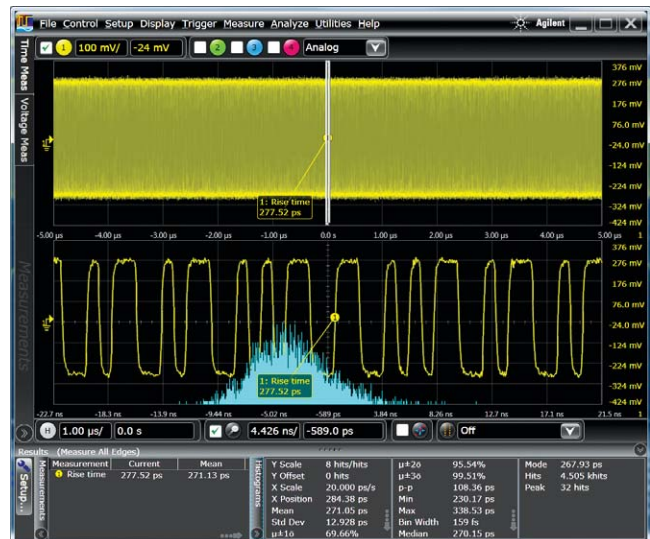 File Control Setup Display Trigger Measure Analyze Utilities Help Agilent
1 100 mV/ -24 mV 2 3 4 Analog
Time Meas
Voltage Meas
Measurements
376 mV
276 mV
176 mV
76.0 mV
-24.0 mV
-124 mV
-224 mV
-324 mV
-424 mV
1: Rise time
277.52 ps
-5.00 µs -4.00 µs -3.00 µs -2.00 µs -1.00 µs 0.0 s 1.00 µs 2.00 µs 3.00 µs 4.00 µs 5.00 µs 1
376 mV
276 mV
176 mV
76.0 mV
-24.0 mV
-124 mV
-224 mV
-324 mV
-424 mV
1
1: Rise time
277.52 ps
-22.7 ns -18.3 ns -13.9 ns -9.44 ns -5.02 ns -589 ps 3.84 ns 8.26 ns 12.7 ns 17.1 ns 21.5 ns 1
H 1.00 µs/ 0.0 s 4.426 ns/ -589.0 ps Off
Results (Measure All Edges)
Setup...
Measurements
Measurement Current Mean
Rise time 277.52 ps 271.13 ps
Histograms
Y Scale 8 hits/hits µ±2δ 95.54% Mode 267.93 ps
Y Offset 0 hits µ±3δ 99.51% Hits 4.505 khits
X Scale 20.000 ps/s p-p 108.36 ps Peak 32 hits
X Position 284.38 ps Min 230.17 ps
Mean 271.05 ps Max 338.53 ps
Std Dev 12.928 ps Bin Width 159 fs
µ±1δ 69.66% Median 270.15 ps